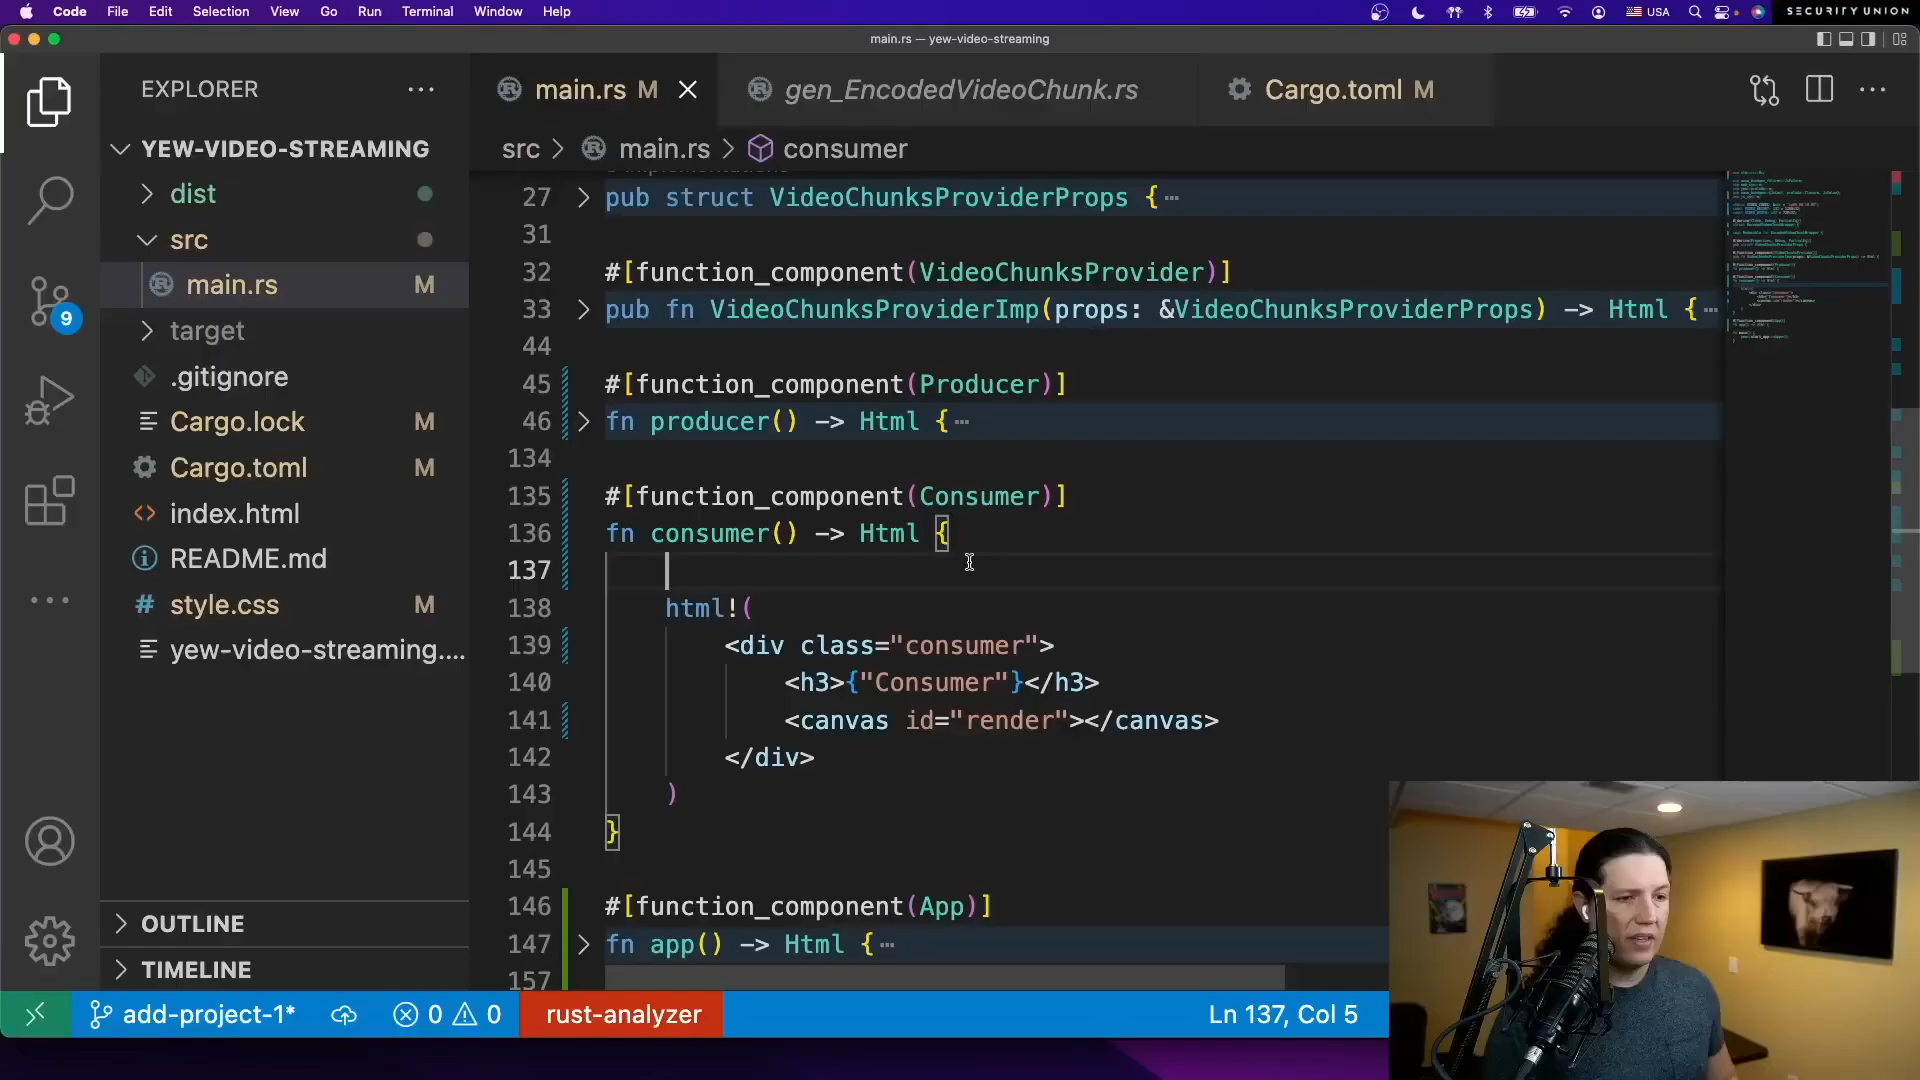 Code File Edit Selection View Go Run Terminal Window Help USA SECURITY UNION
main.rs — yew-video-streaming
EXPLORER
YEW-VIDEO-STREAMING
dist
src
main.rs M
target
.gitignore
Cargo.lock M
Cargo.toml M
index.html
README.md
style.css M
yew-video-streaming....
OUTLINE
TIMELINE
9
main.rs M
gen_EncodedVideoChunk.rs
Cargo.toml M
src > main.rs > consumer
27 pub struct VideoChunksProviderProps {
31
32 #[function_component(VideoChunksProvider)]
33 pub fn VideoChunksProviderImp(props: &VideoChunksProviderProps) -> Html {
44
45 #[function_component(Producer)]
46 fn producer() -> Html {
134
135 #[function_component(Consumer)]
136 fn consumer() -> Html {
137
138 html!(
139 <div class="consumer">
140 <h3>{"Consumer"}</h3>
141 <canvas id="render"></canvas>
142 </div>
143 )
144 }
145
146 #[function_component(App)]
147 fn app() -> Html {
157
add-project-1* 0 0 rust-analyzer Ln 137, Col 5